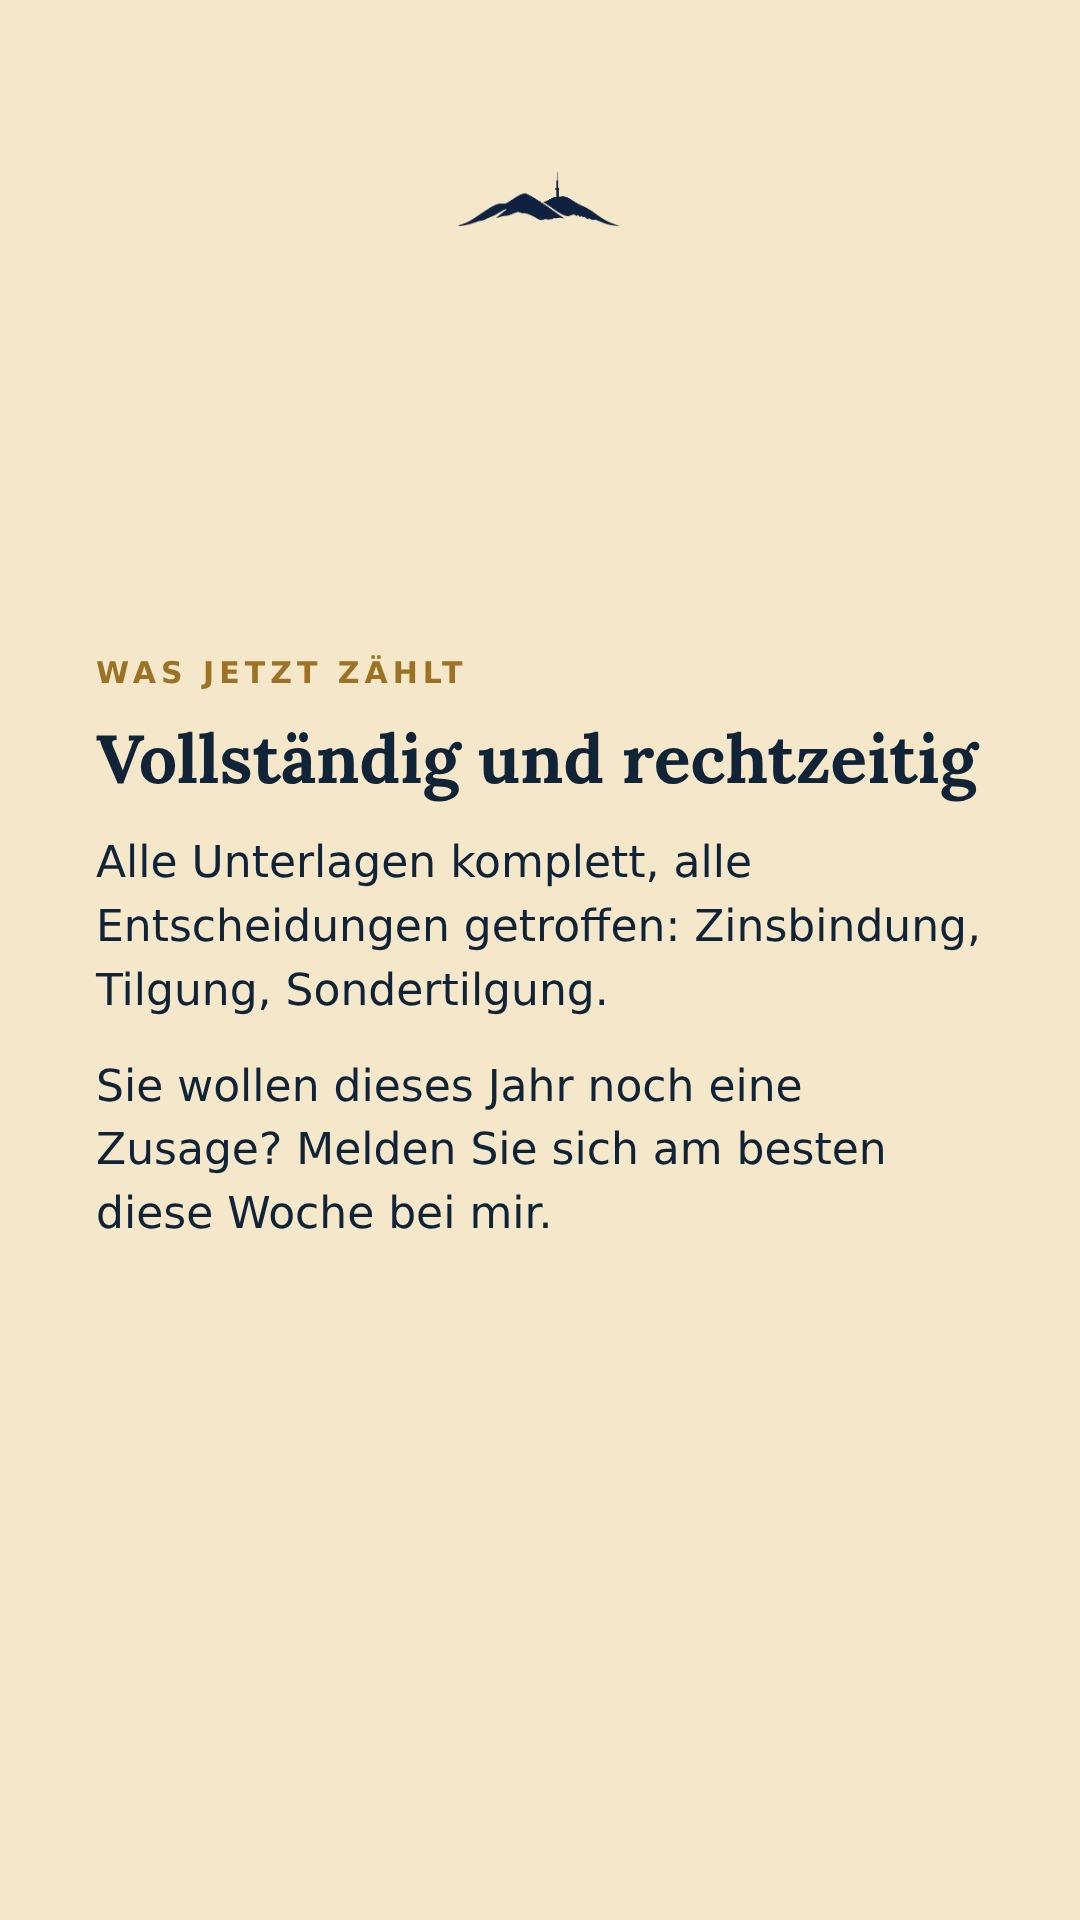 WAS JETZT ZÄHLT
Vollständig und rechtzeitig
Alle Unterlagen komplett, alle
Entscheidungen getroffen: Zinsbindung,
Tilgung, Sondertilgung.
Sie wollen dieses Jahr noch eine
Zusage? Melden Sie sich am besten
diese Woche bei mir.